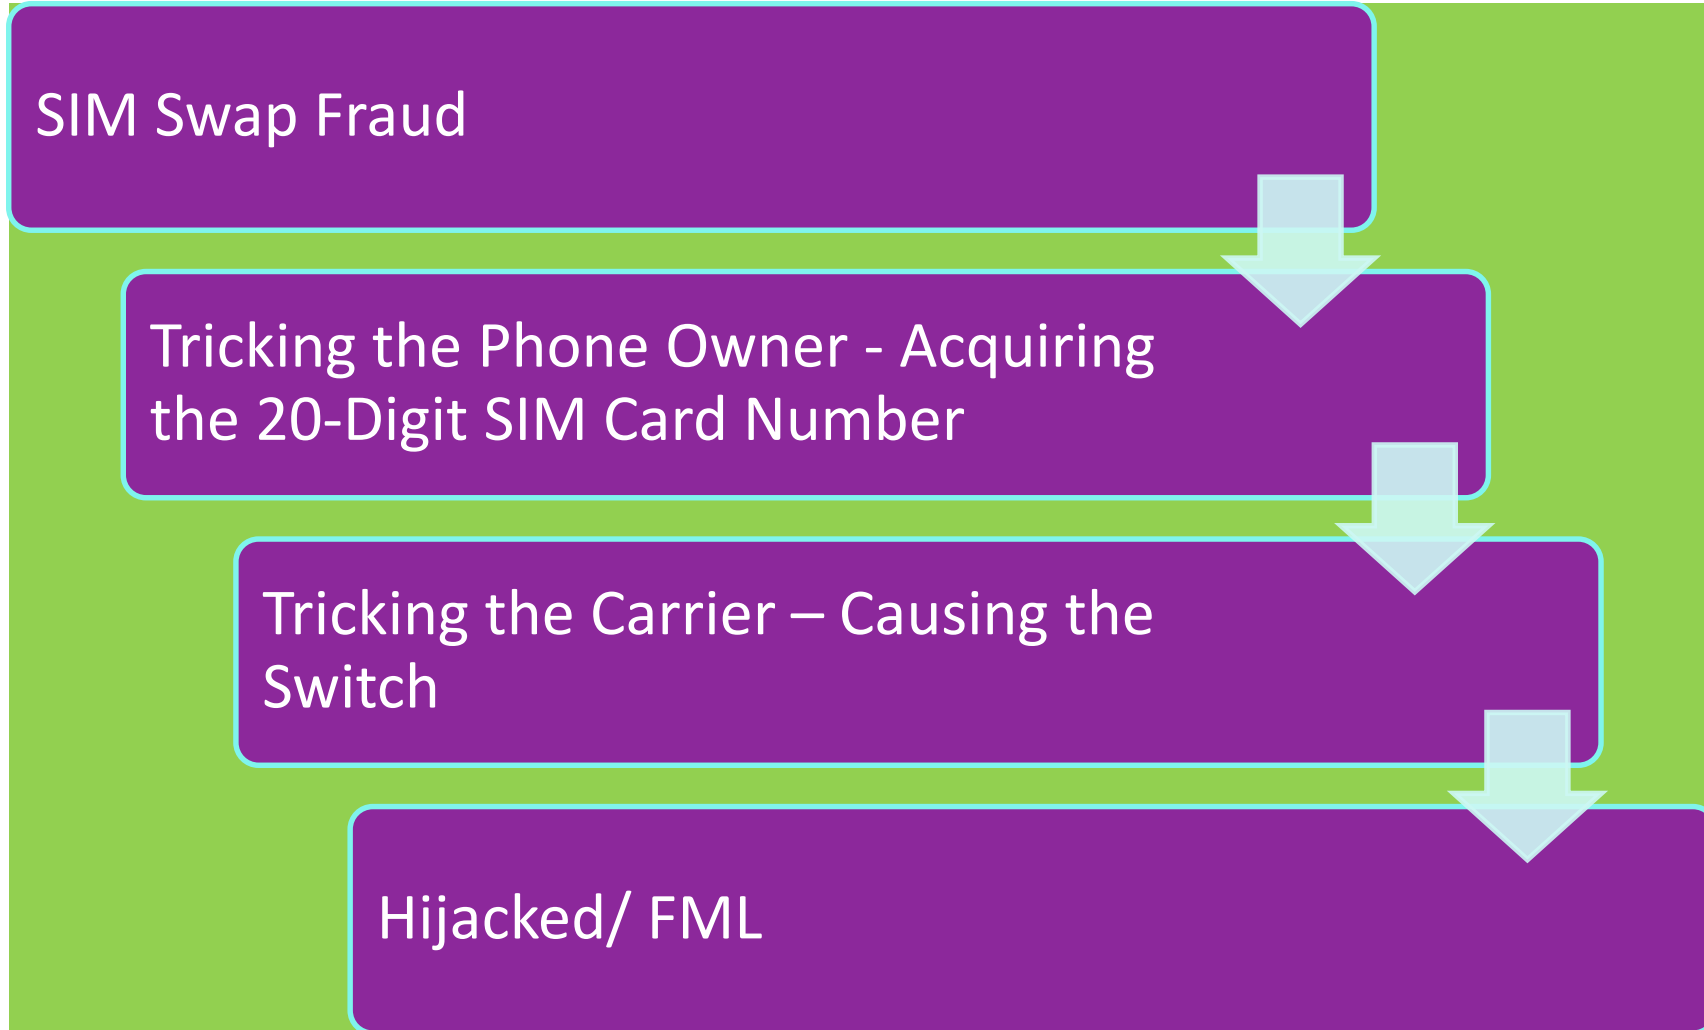 SIM Swap Fraud
Tricking the Phone Owner - Acquiring
the 20-Digit SIM Card Number
Tricking the Carrier – Causing the
Switch
Hijacked/ FML